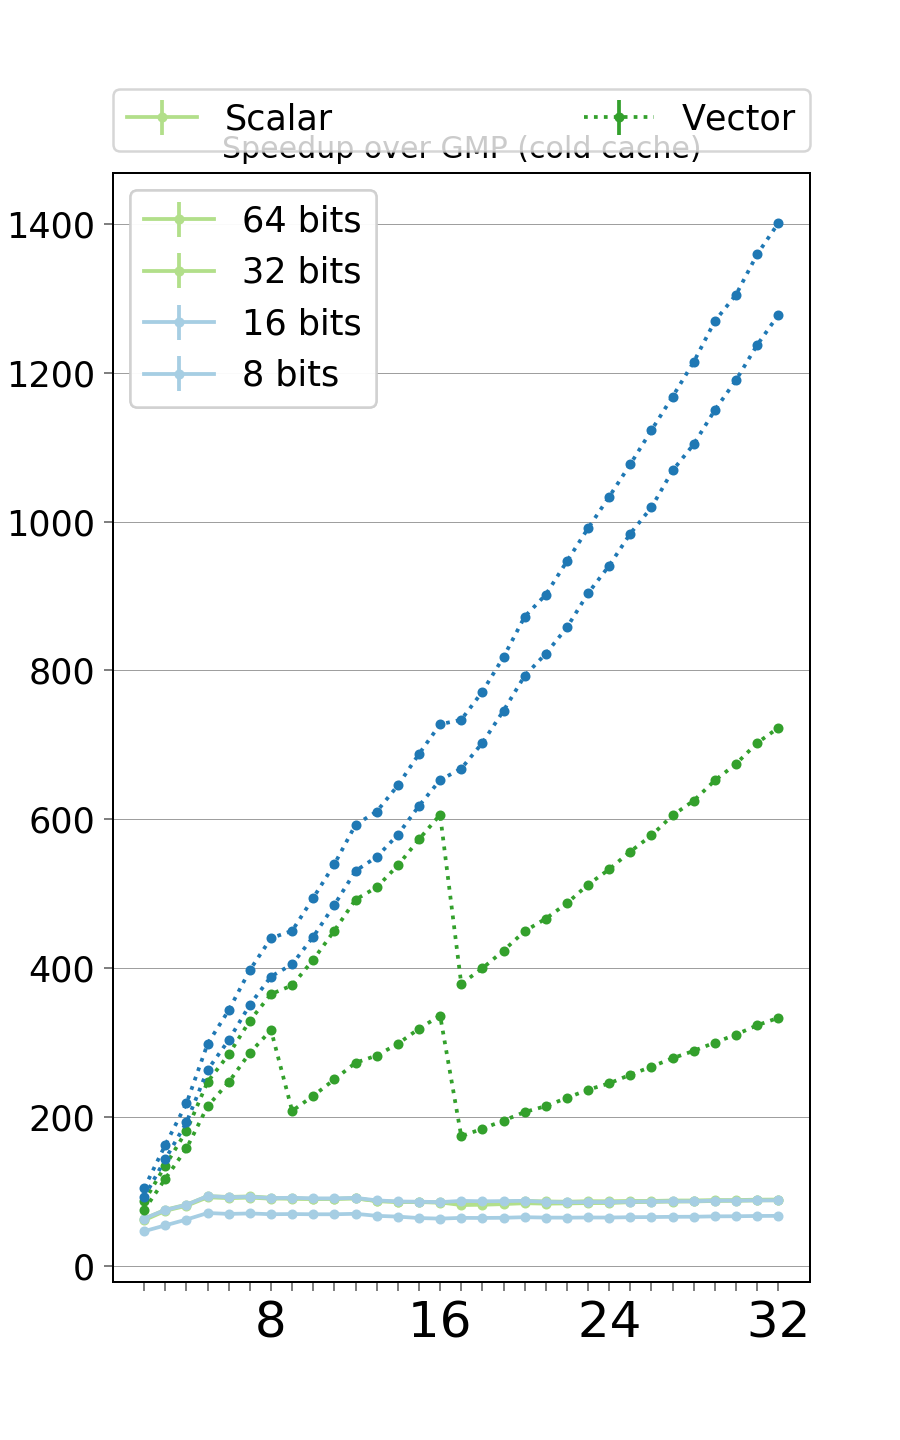 Scalar Vector
Speedup over GMP (cold cache)
64 bits
32 bits
16 bits
8 bits
1400
1200
1000
800
600
400
200
0
8 16 24 32